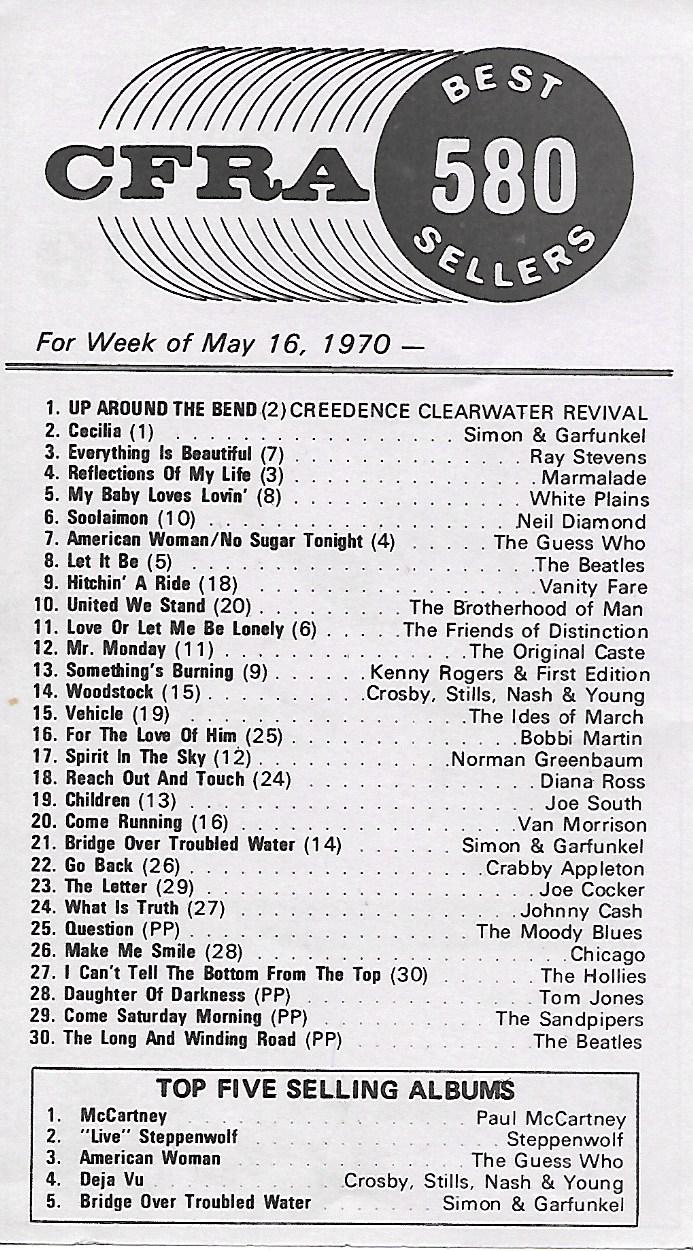 CFRA
BEST
580
SELLERS
For Week of May 16, 1970 —
1. UP AROUND THE BEND (2) CREEDENCE CLEARWATER REVIVAL
2. Cecilia (1) . . . . . . . . . . . . . . . . . Simon & Garfunkel
3. Everything Is Beautiful (7) . . . . . . . . . . . . . Ray Stevens
4. Reflections Of My Life (3) . . . . . . . . . . . . . Marmalade
5. My Baby Loves Lovin' (8) . . . . . . . . . . . . . White Plains
6. Soolaimon (10) . . . . . . . . . . . . . . . . Neil Diamond
7. American Woman/No Sugar Tonight (4) . . . . . The Guess Who
8. Let It Be (5) . . . . . . . . . . . . . . . . . . The Beatles
9. Hitchin' A Ride (18) . . . . . . . . . . . . . . . Vanity Fare
10. United We Stand (20) . . . . . . . . The Brotherhood of Man
11. Love Or Let Me Be Lonely (6) . . . . . The Friends of Distinction
12. Mr. Monday (11) . . . . . . . . . . . . The Original Caste
13. Something's Burning (9) . . . . . . Kenny Rogers & First Edition
14. Woodstock (15) . . . . . . . . Crosby, Stills, Nash & Young
15. Vehicle (19) . . . . . . . . . . . . . . . The Ides of March
16. For The Love Of Him (25) . . . . . . . . . . . . Bobbi Martin
17. Spirit In The Sky (12) . . . . . . . . . . Norman Greenbaum
18. Reach Out And Touch (24) . . . . . . . . . . . . Diana Ross
19. Children (13) . . . . . . . . . . . . . . . . . . Joe South
20. Come Running (16) . . . . . . . . . . . . . . . Van Morrison
21. Bridge Over Troubled Water (14) . . . . . . Simon & Garfunkel
22. Go Back (26) . . . . . . . . . . . . . . . Crabby Appleton
23. The Letter (29) . . . . . . . . . . . . . . . . . Joe Cocker
24. What Is Truth (27) . . . . . . . . . . . . . . . Johnny Cash
25. Question (PP) . . . . . . . . . . . . . . . The Moody Blues
26. Make Me Smile (28) . . . . . . . . . . . . . . . . Chicago
27. I Can't Tell The Bottom From The Top (30) . . . . . . The Hollies
28. Daughter Of Darkness (PP) . . . . . . . . . . . . Tom Jones
29. Come Saturday Morning (PP) . . . . . . . . . The Sandpipers
30. The Long And Winding Road (PP) . . . . . . . . . The Beatles
TOP FIVE SELLING ALBUMS
1. McCartney . . . . . . . . . . . . . . Paul McCartney
2. "Live" Steppenwolf . . . . . . . . . . . . Steppenwolf
3. American Woman . . . . . . . . . . . The Guess Who
4. Deja Vu . . . . . . . . . Crosby, Stills, Nash & Young
5. Bridge Over Troubled Water . . . . . . Simon & Garfunkel